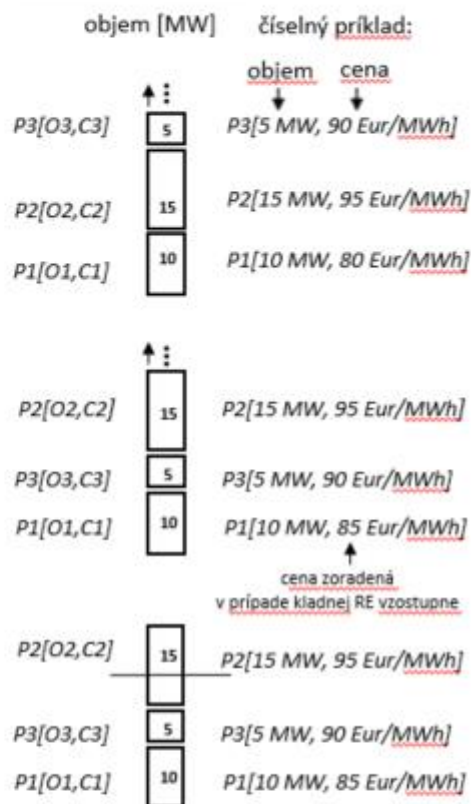 objem [MW] číselný príklad:
objem cena
P3[O3,C3] 5 P3[5 MW, 90 Eur/MWh]
P2[O2,C2] 15 P2[15 MW, 95 Eur/MWh]
P1[O1,C1] 10 P1[10 MW, 80 Eur/MWh]
P2[O2,C2] 15 P2[15 MW, 95 Eur/MWh]
P3[O3,C3] 5 P3[5 MW, 90 Eur/MWh]
P1[O1,C1] 10 P1[10 MW, 85 Eur/MWh]
cena zoradená
v prípade kladnej RE vzostupne
P2[O2,C2] 15 P2[15 MW, 95 Eur/MWh]
P3[O3,C3] 5 P3[5 MW, 90 Eur/MWh]
P1[O1,C1] 10 P1[10 MW, 85 Eur/MWh]